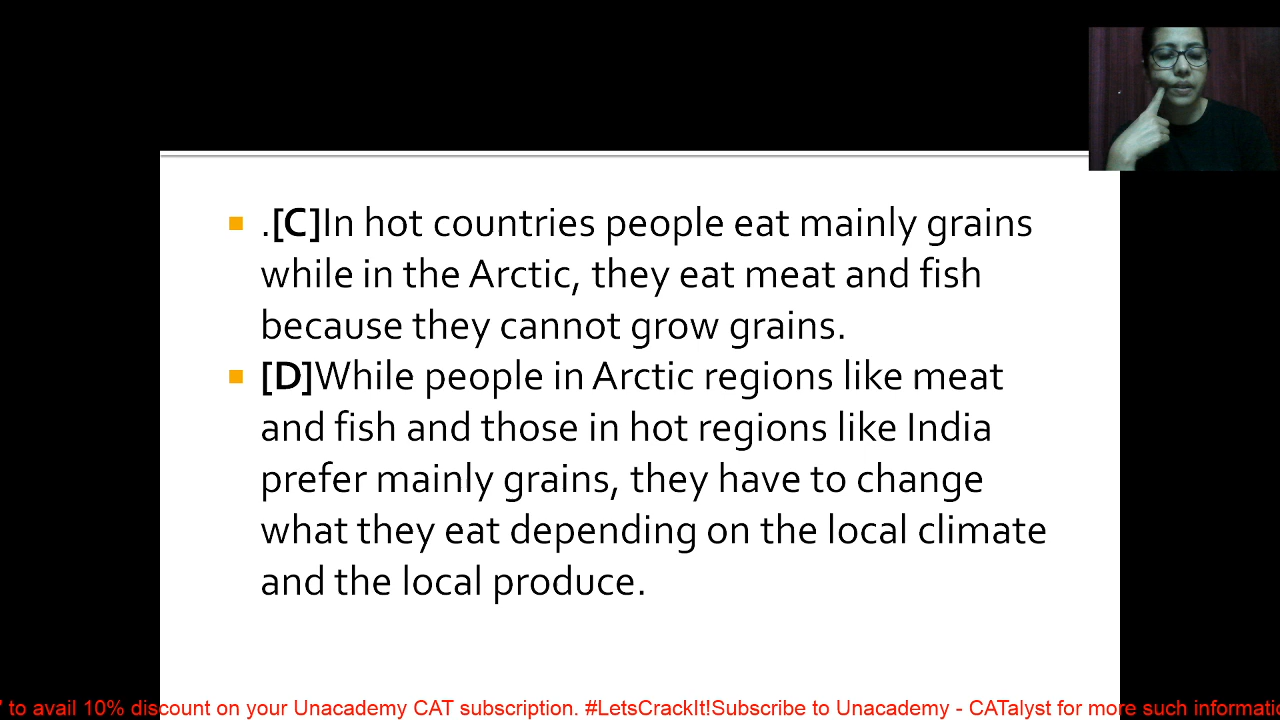 .[C]In hot countries people eat mainly grains
while in the Arctic, they eat meat and fish
because they cannot grow grains.
[D]While people in Arctic regions like meat
and fish and those in hot regions like India
prefer mainly grains, they have to change
what they eat depending on the local climate
and the local produce.
' to avail 10% discount on your Unacademy CAT subscription. #LetsCrackIt!Subscribe to Unacademy - CATalyst for more such informati